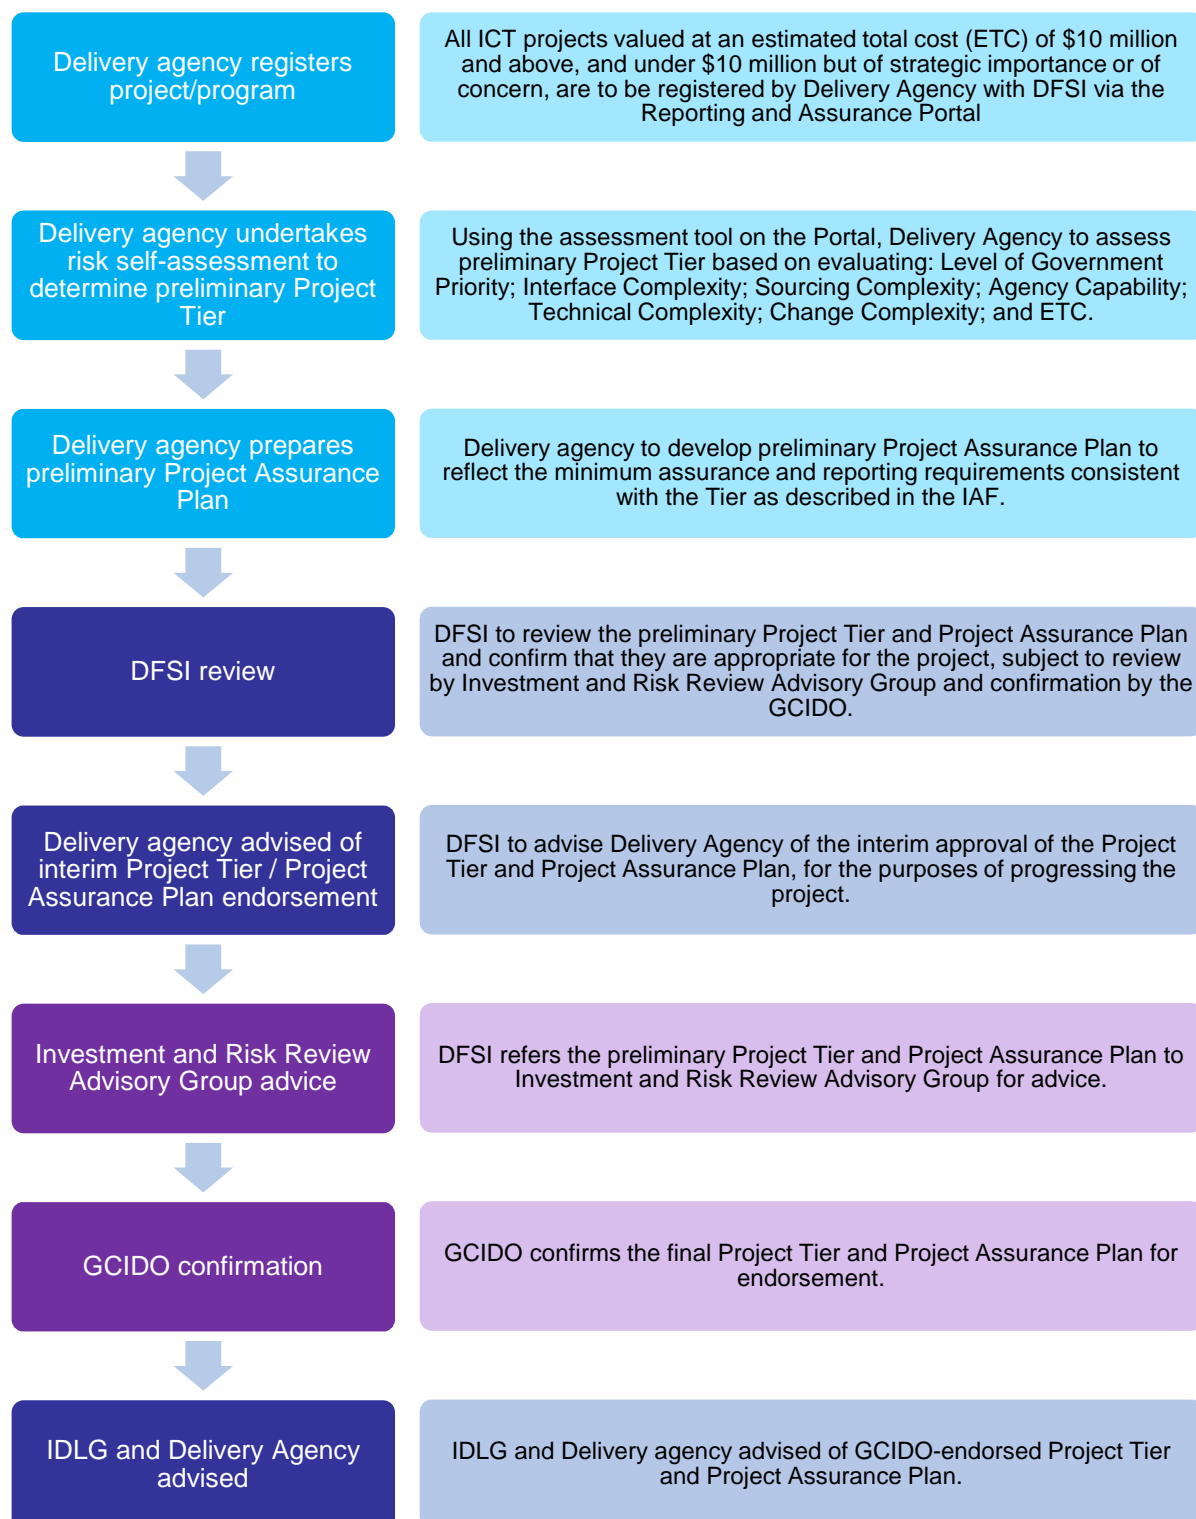 Delivery agency registers
project/program
All ICT projects valued at an estimated total cost (ETC) of $10 million
and above, and under $10 million but of strategic importance or of
concern, are to be registered by Delivery Agency with DFSI via the
Reporting and Assurance Portal
Delivery agency undertakes
risk self-assessment to
determine preliminary Project
Tier
Using the assessment tool on the Portal, Delivery Agency to assess
preliminary Project Tier based on evaluating: Level of Government
Priority; Interface Complexity; Sourcing Complexity; Agency Capability;
Technical Complexity; Change Complexity; and ETC.
Delivery agency prepares
preliminary Project Assurance
Plan
Delivery agency to develop preliminary Project Assurance Plan to
reflect the minimum assurance and reporting requirements consistent
with the Tier as described in the IAF.
DFSI review
DFSI to review the preliminary Project Tier and Project Assurance Plan
and confirm that they are appropriate for the project, subject to review
by Investment and Risk Review Advisory Group and confirmation by the
GCIDO.
Delivery agency advised of
interim Project Tier / Project
Assurance Plan endorsement
DFSI to advise Delivery Agency of the interim approval of the Project
Tier and Project Assurance Plan, for the purposes of progressing the
project.
Investment and Risk Review
Advisory Group advice
DFSI refers the preliminary Project Tier and Project Assurance Plan to
Investment and Risk Review Advisory Group for advice.
GCIDO confirmation
GCIDO confirms the final Project Tier and Project Assurance Plan for
endorsement.
IDLG and Delivery Agency
advised
IDLG and Delivery agency advised of GCIDO-endorsed Project Tier
and Project Assurance Plan.